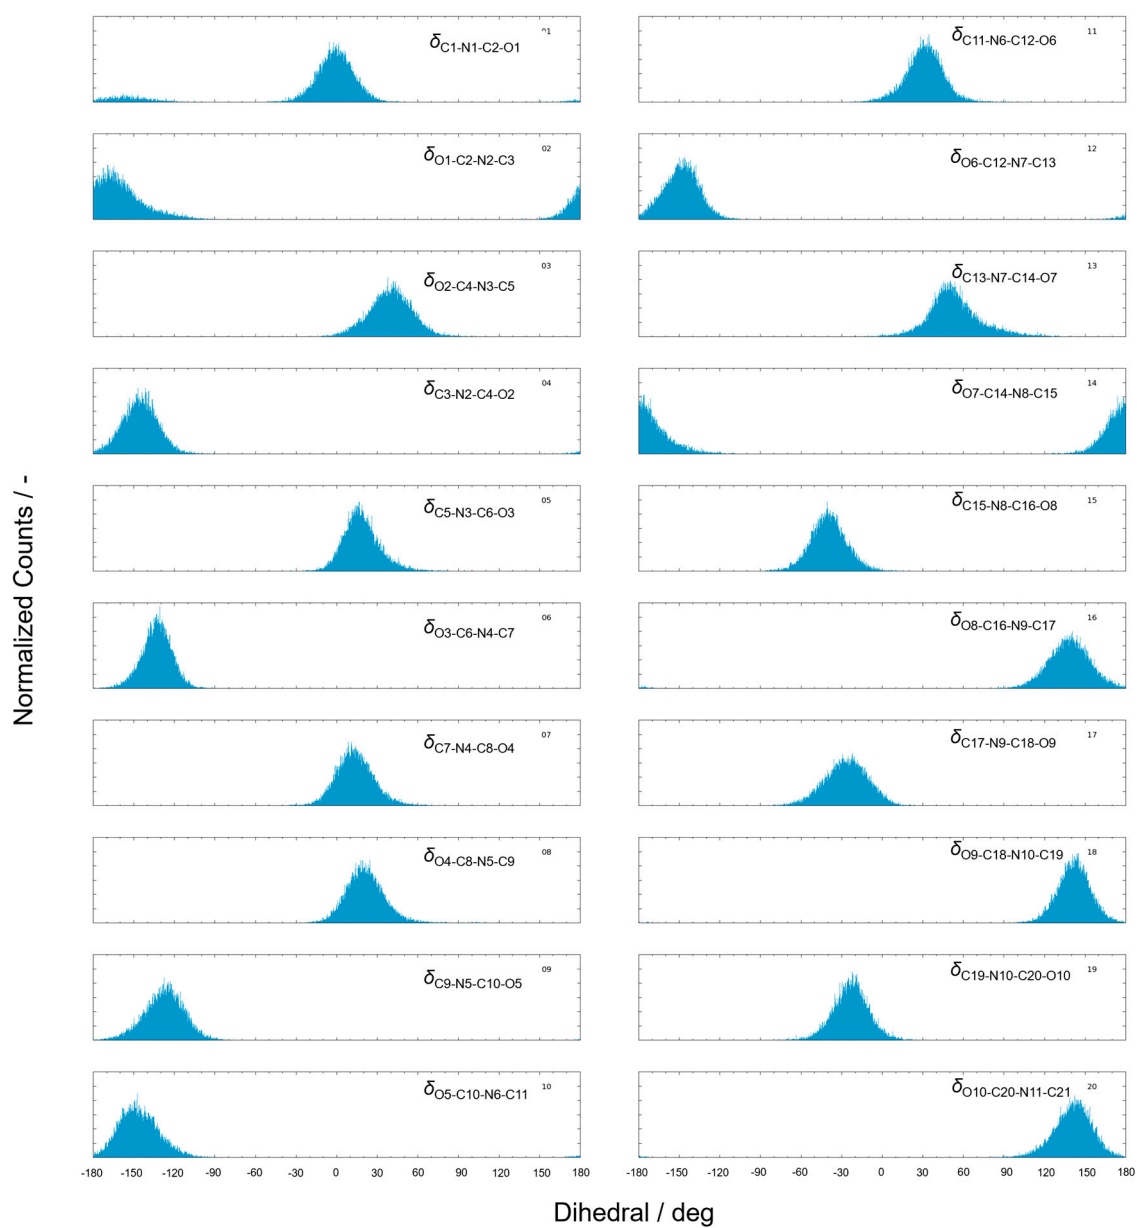 δC1-N1-C2-O1
11
δC11-N6-C12-O6
02
δO1-C2-N2-C3
12
δO6-C12-N7-C13
03
δO2-C4-N3-C5
13
δC13-N7-C14-O7
04
δC3-N2-C4-O2
14
δO7-C14-N8-C15
05
δC5-N3-C6-O3
15
δC15-N8-C16-O8
06
δO3-C6-N4-C7
16
δO8-C16-N9-C17
07
δC7-N4-C8-O4
17
δC17-N9-C18-O9
08
δO4-C8-N5-C9
18
δO9-C18-N10-C19
09
δC9-N5-C10-O5
19
δC19-N10-C20-O10
10
δO5-C10-N6-C11
20
δO10-C20-N11-C21
-180 -150 -120 -90 -60 -30 0 30 60 90 120 150 180
-180 -150 -120 -90 -60 -30 0 30 60 90 120 150 180
Normalized Counts / -
Dihedral / deg